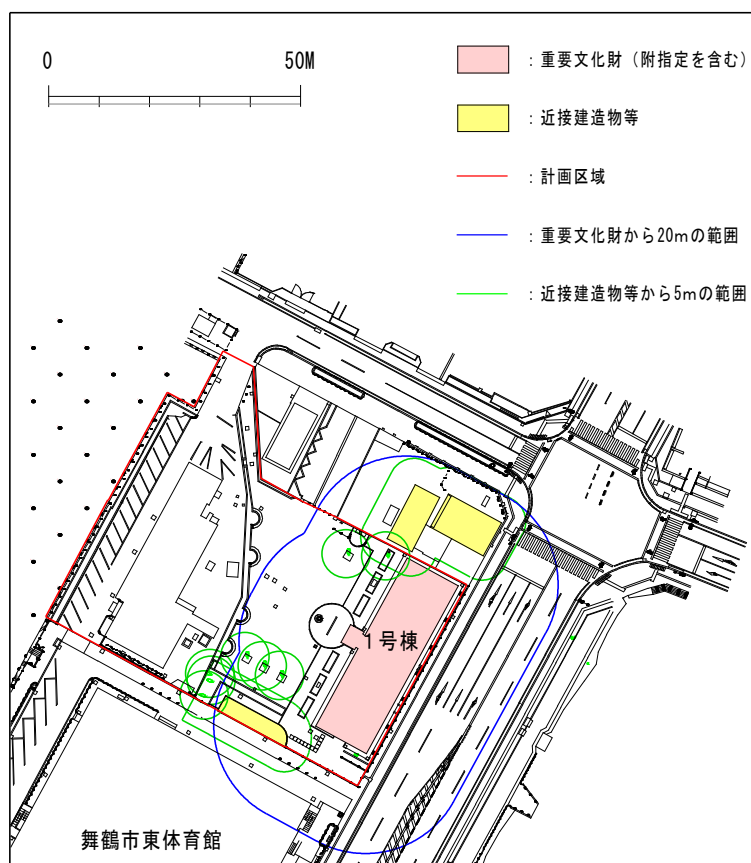 0 50M
：重要文化財（附指定を含む）
：近接建造物等
：計画区域
：重要文化財から20mの範囲
：近接建造物等から5mの範囲
1号棟
舞鶴市東体育館